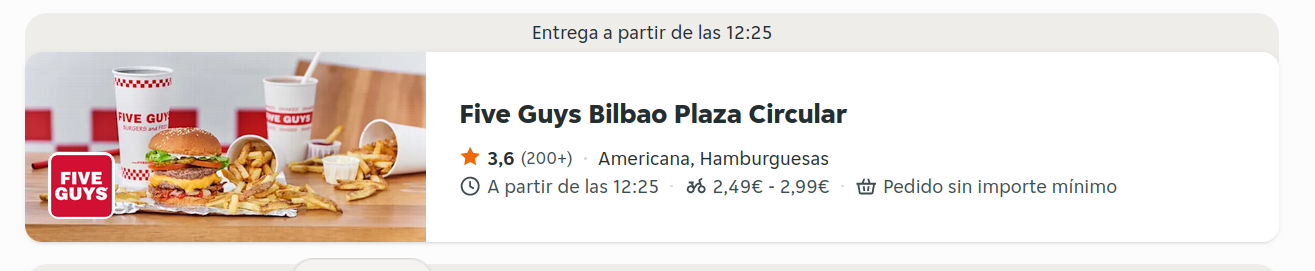 Entrega a partir de las 12:25
FIVE GUYS
BURGERS and FRIES
FIVE GUYS
FIVE
GUYS
Five Guys Bilbao Plaza Circular
3,6 (200+) · Americana, Hamburguesas
A partir de las 12:25 · 2,49€ - 2,99€ · Pedido sin importe mínimo